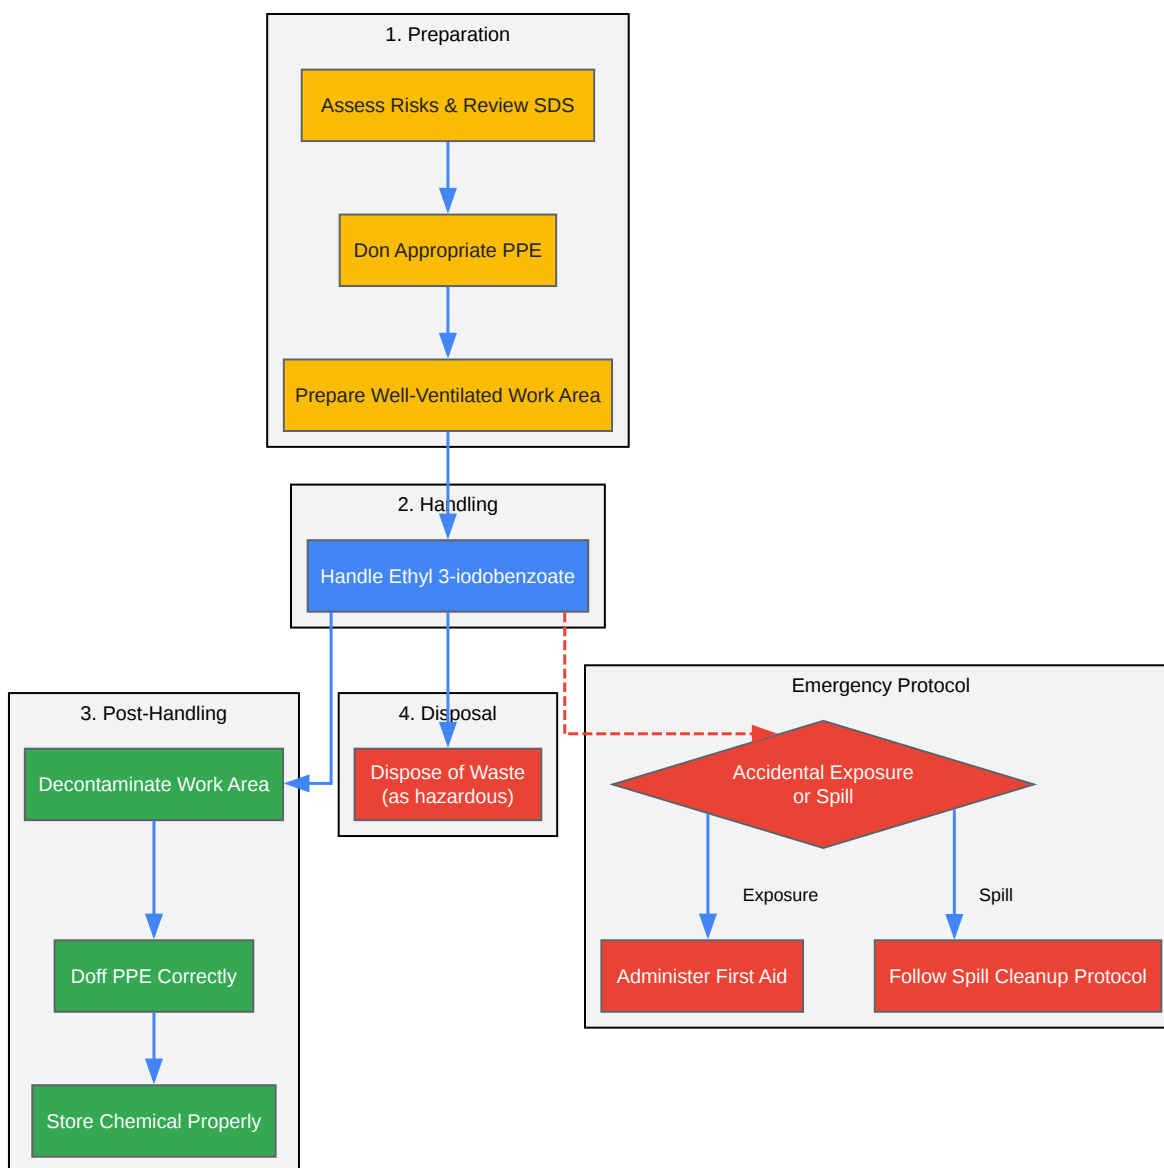 1. Preparation
Assess Risks & Review SDS
Don Appropriate PPE
Prepare Well-Ventilated Work Area
2. Handling
Handle Ethyl 3-iodobenzoate
3. Post-Handling
Decontaminate Work Area
Doff PPE Correctly
Store Chemical Properly
4. Disposal
Dispose of Waste
(as hazardous)
Emergency Protocol
Accidental Exposure
or Spill
Exposure
Spill
Administer First Aid
Follow Spill Cleanup Protocol